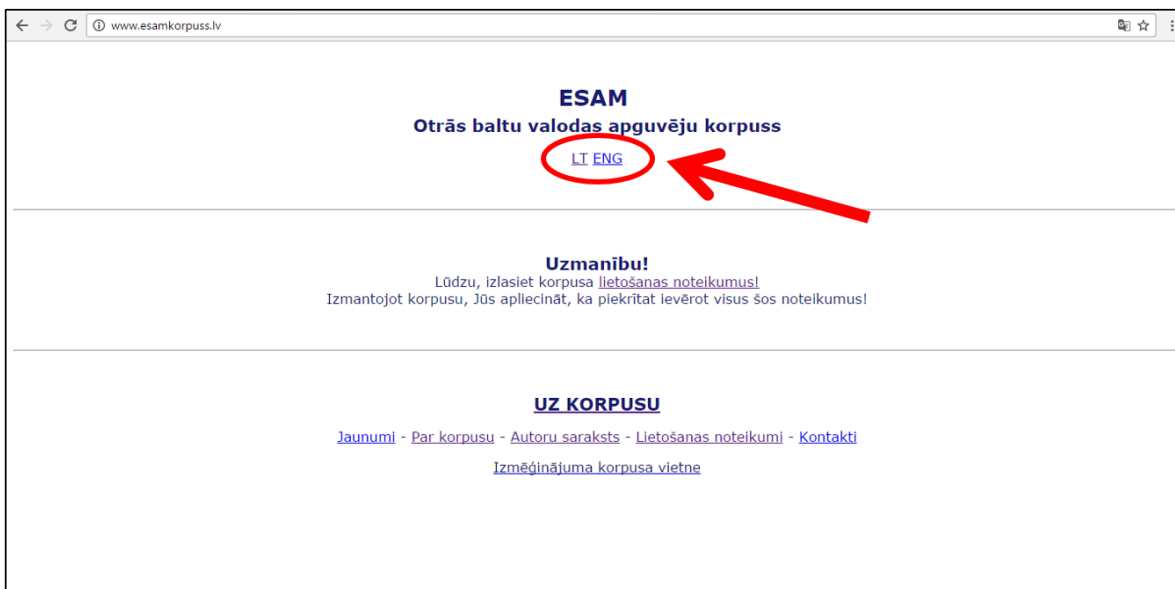 www.esamkorpuss.lv
ESAM
Otrās baltu valodas apguvēju korpuss
LT ENG
Uzmanību!
Lūdzu, izlasiet korpusa lietošanas noteikumus!
Izmantojot korpusu, Jūs apliecināt, ka piekrītat ievērot visus šos noteikumus!
UZ KORPUSU
Jaunumi - Par korpusu - Autoru saraksts - Lietošanas noteikumi - Kontakti
Izmēģinājuma korpusa vietne